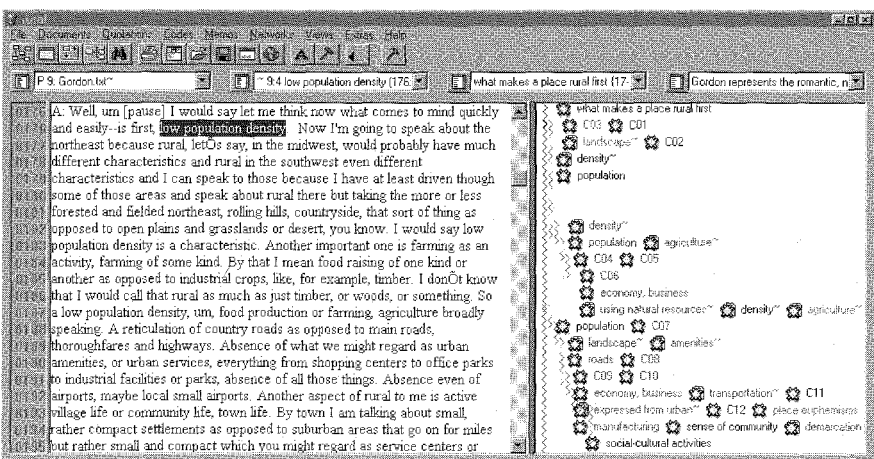 File Documents Quotations Codes Memos Networks Views Extras Help
P 9: Gordon.txt~ ~ 9:4 low population density (176 what makes a place rural first {17- Gordon represents the romantic, n
A: Well, um [pause] I would say let me think now what comes to mind quickly
and easily--is first, low population density. Now I'm going to speak about the
northeast because rural, letÕs say, in the midwest, would probably have much
different characteristics and rural in the southwest even different
characteristics and I can speak to those because I have at least driven though
some of those areas and speak about rural there but taking the more or less
forested and fielded northeast, rolling hills, countryside, that sort of thing as
opposed to open plains and grasslands or desert, you know. I would say low
population density is a characteristic. Another important one is farming as an
activity, farming of some kind. By that I mean food raising of one kind or
another as opposed to industrial crops, like, for example, timber. I donÕt know
that I would call that rural as much as just timber, or woods, or something. So
a low population density, um, food production or farming, agriculture broadly
speaking. A reticulation of country roads as opposed to main roads,
thoroughfares and highways. Absence of what we might regard as urban
amenities, or urban services, everything from shopping centers to office parks
to industrial facilities or parks, absence of all those things. Absence even of
airports, maybe local small airports. Another aspect of rural to me is active
village life or community life, town life. By town I am talking about small,
rather compact settlements as opposed to suburban areas that go on for miles
but rather small and compact which you might regard as service centers or
what makes a place rural first
C03 C01
landscape~ C02
density~
population
density~
population agriculture~
C04 C05
C06
economy, business
using natural resources~ density~ agriculture~
population C07
landscape~ amenities~
roads C08
C09 C10
economy, business transportation~ C11
expressed from urban~ C12 place euphemisms
manufacturing sense of community demarcation
social-cultural activities